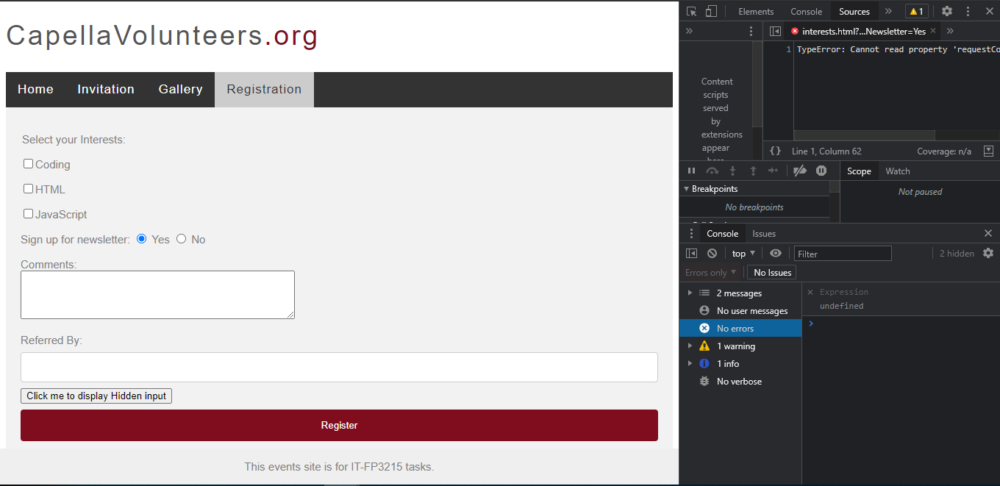 CapellaVolunteers.org
Home Invitation Gallery Registration
Select your Interests:
Coding
HTML
JavaScript
Sign up for newsletter: Yes No
Comments:
Referred By:
Click me to display Hidden input
Register
This events site is for IT-FP3215 tasks.
Elements Console Sources » 1
» interests.html?...Newsletter=Yes »
1 TypeError: Cannot read property 'requestCo
Content
scripts
served
by
extensions
appear
{ } Line 1, Column 62 Coverage: n/a
Scope Watch
Breakpoints
Not paused
No breakpoints
Console Issues
top Filter 2 hidden
Errors only No Issues
2 messages
No user messages
No errors
1 warning
1 info
No verbose
Expression
undefined